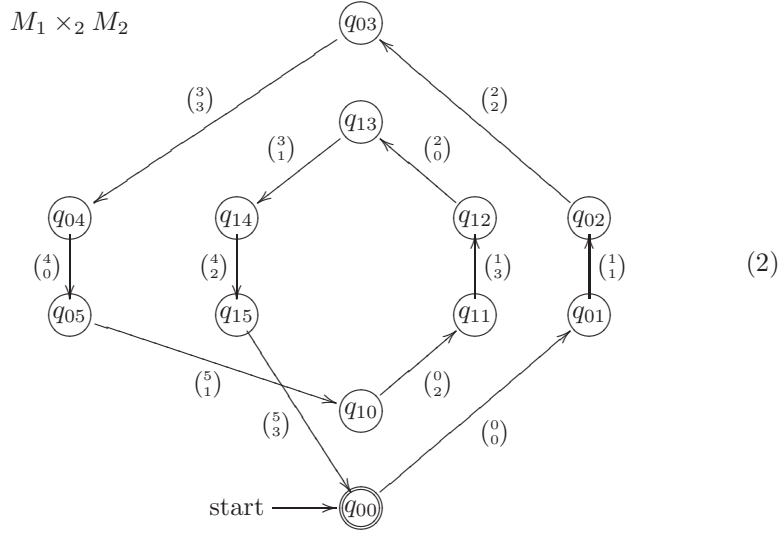 M₁ ×₂ M₂
q₀₃
(3 3)
(2 2)
q₁₃
(3 1)
(2 0)
q₀₄
q₁₄
q₁₂
q₀₂
(4 0)
(4 2)
(1 3)
(1 1)
(2)
q₀₅
q₁₅
q₁₁
q₀₁
(5 1)
(0 2)
q₁₀
(5 3)
(0 0)
start
q₀₀